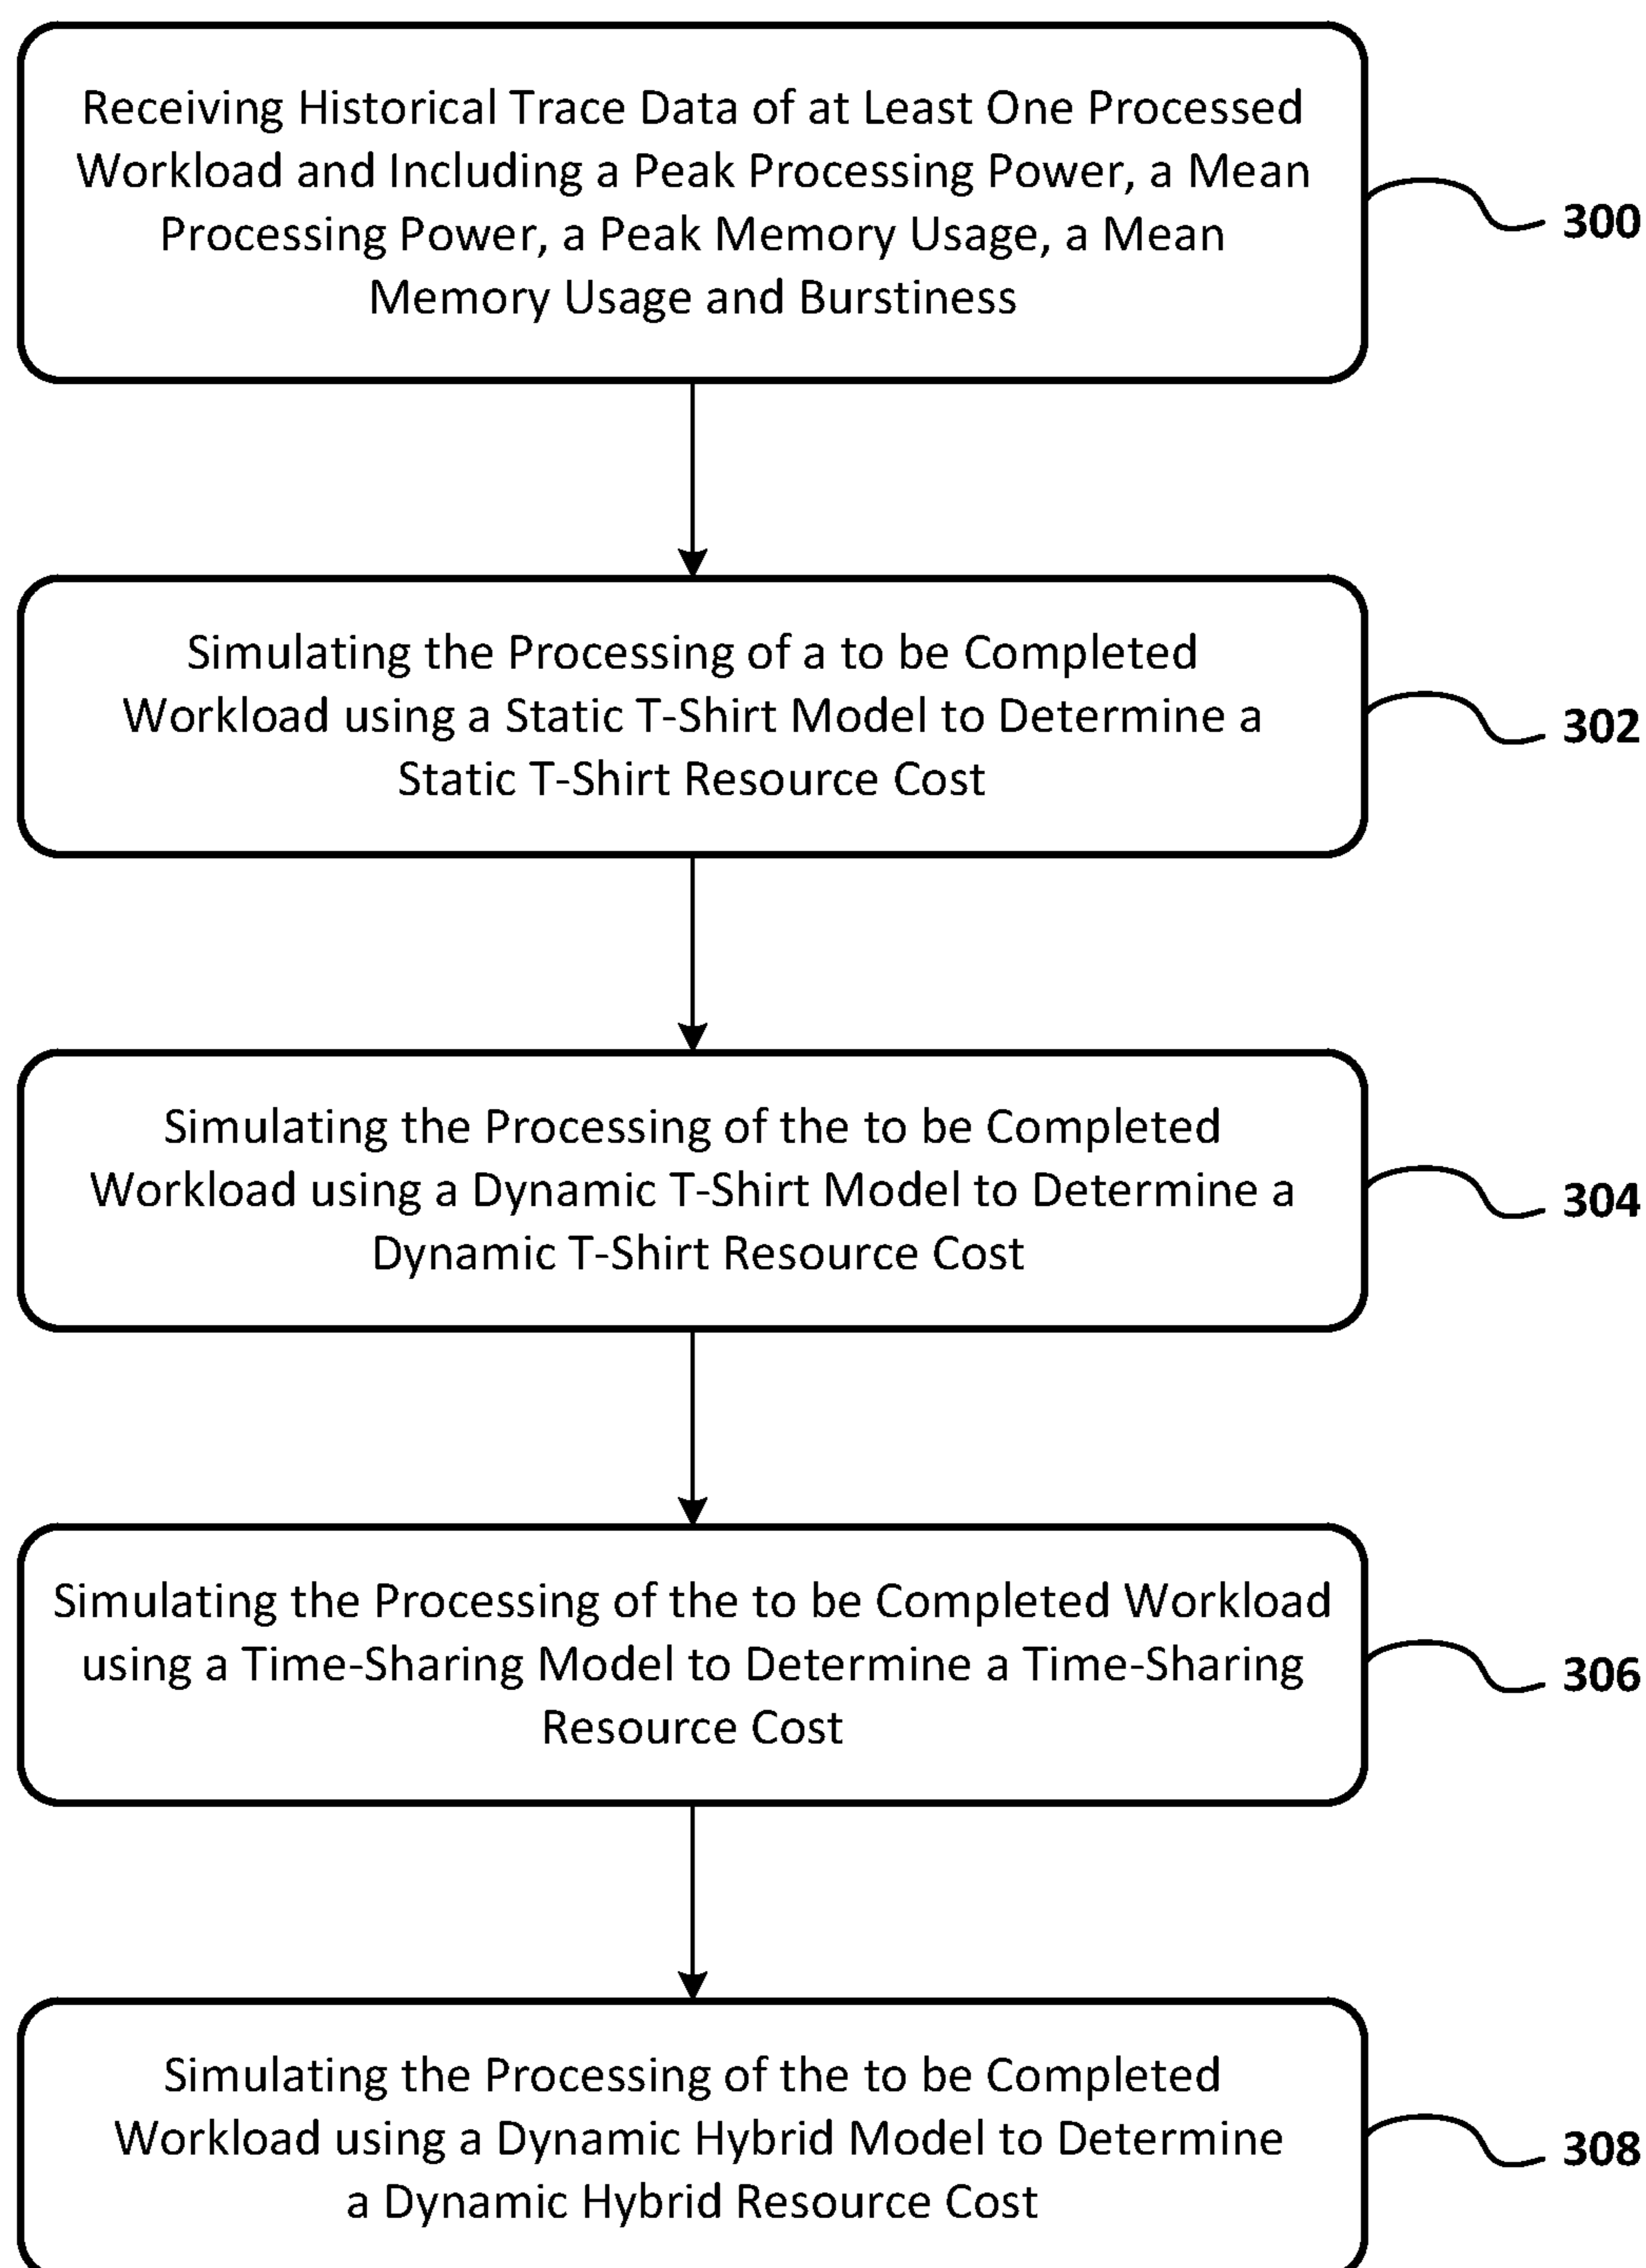 Receiving Historical Trace Data of at Least One Processed
Workload and Including a Peak Processing Power, a Mean
Processing Power, a Peak Memory Usage, a Mean
Memory Usage and Burstiness
300
Simulating the Processing of a to be Completed
Workload using a Static T-Shirt Model to Determine a
Static T-Shirt Resource Cost
302
Simulating the Processing of the to be Completed
Workload using a Dynamic T-Shirt Model to Determine a
Dynamic T-Shirt Resource Cost
304
Simulating the Processing of the to be Completed Workload
using a Time-Sharing Model to Determine a Time-Sharing
Resource Cost
306
Simulating the Processing of the to be Completed
Workload using a Dynamic Hybrid Model to Determine
a Dynamic Hybrid Resource Cost
308